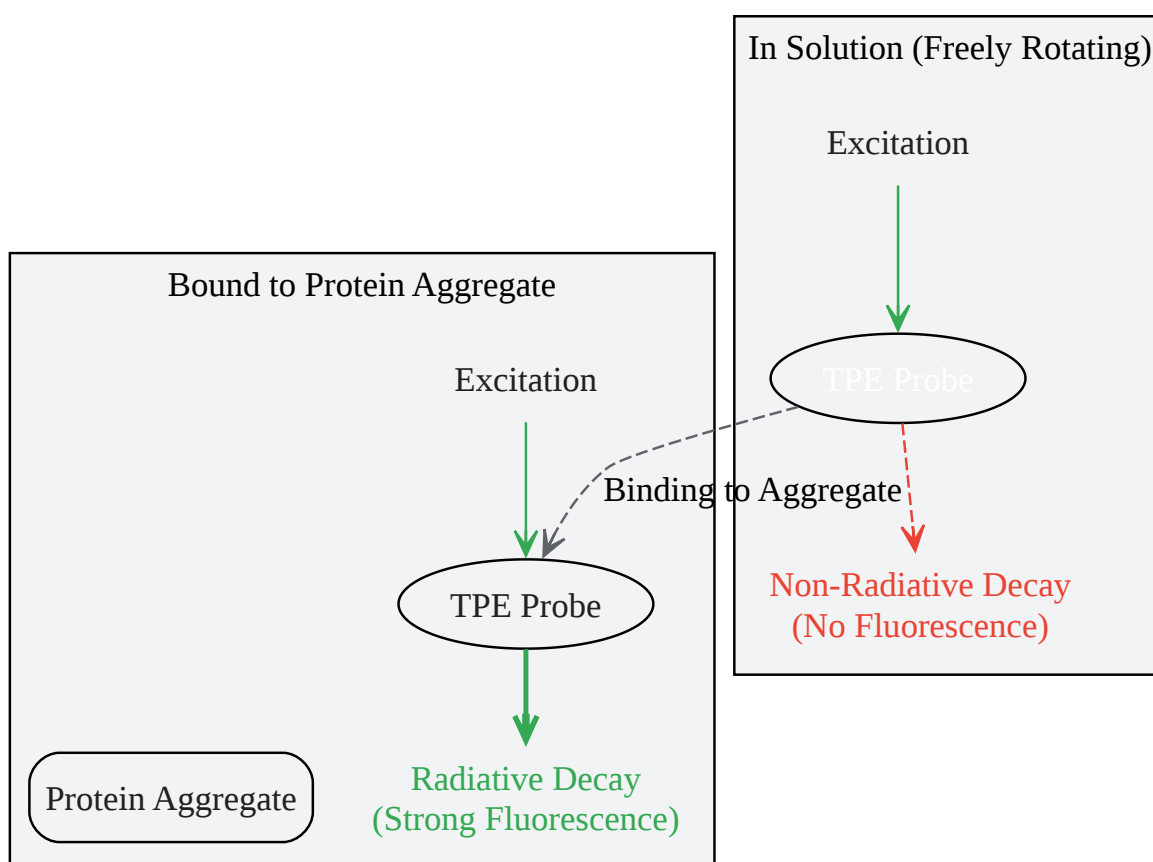 In Solution (Freely Rotating)
Excitation
TPE Probe
Non-Radiative Decay
(No Fluorescence)
Binding to Aggregate
Bound to Protein Aggregate
Excitation
TPE Probe
Radiative Decay
(Strong Fluorescence)
Protein Aggregate